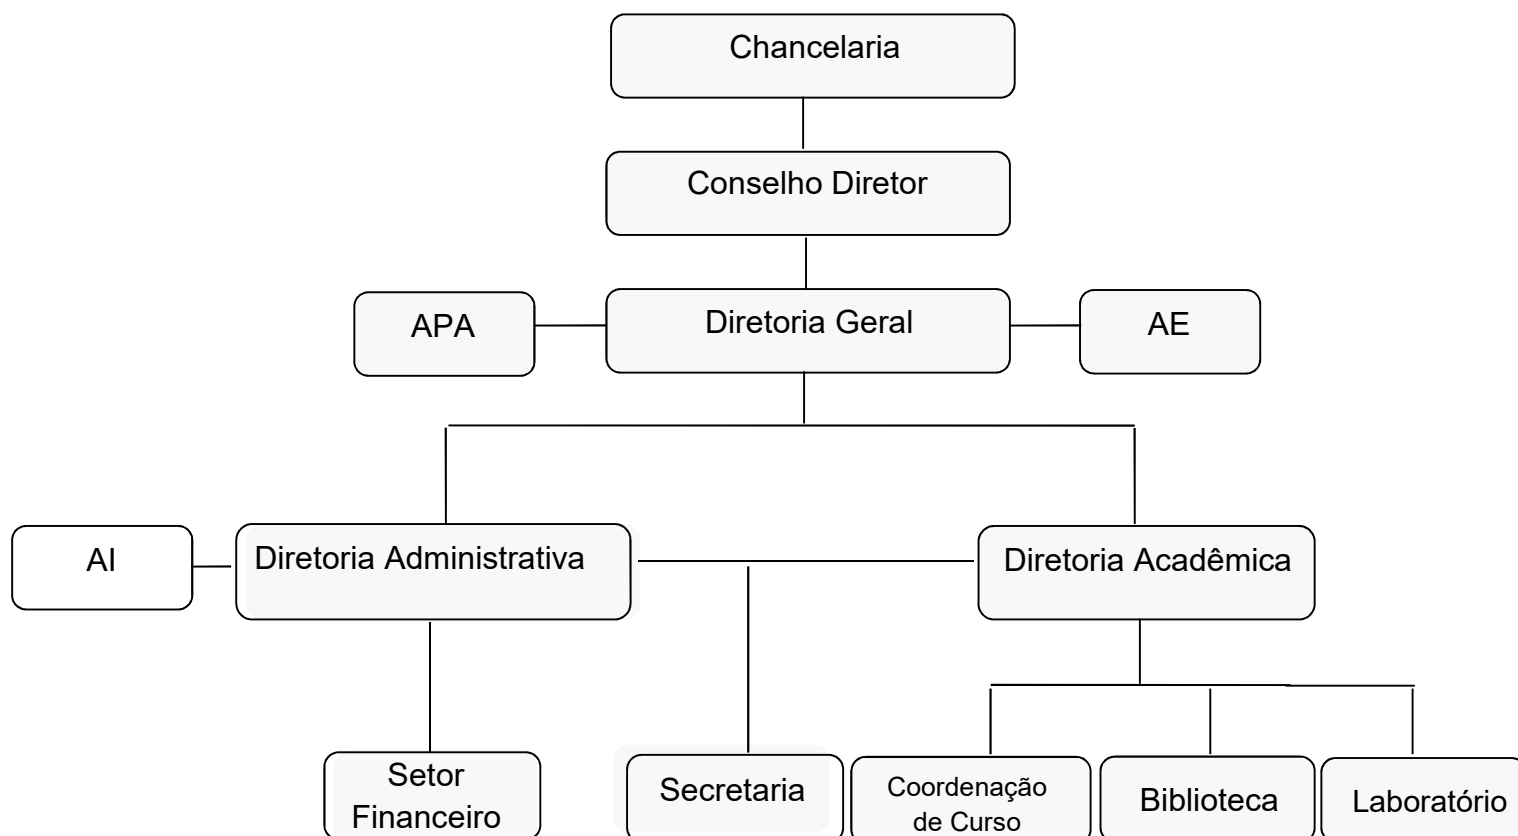 Chancelaria
Conselho Diretor
APA
Diretoria Geral
AE
AI
Diretoria Administrativa
Diretoria Acadêmica
Setor
Financeiro
Secretaria
Coordenação
de Curso
Biblioteca
Laboratório